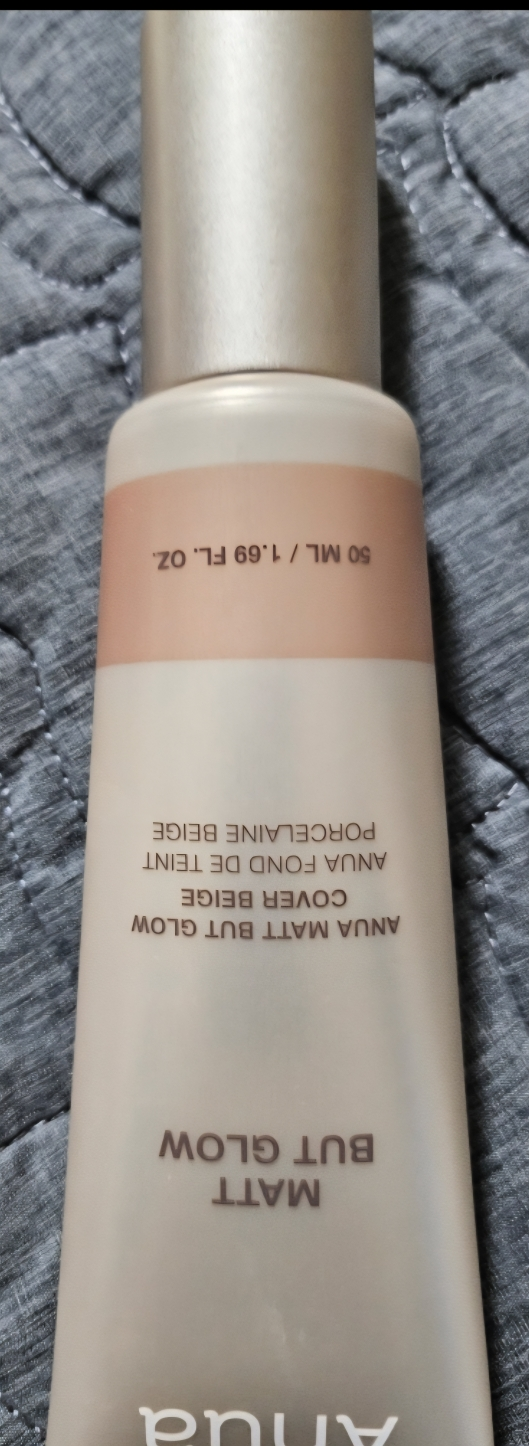 Anua
MATT
BUT GLOW
ANUA MATT BUT GLOW
COVER BEIGE
ANUA FOND DE TEINT
PORCELAINE BEIGE
50 ML / 1.69 FL. OZ.